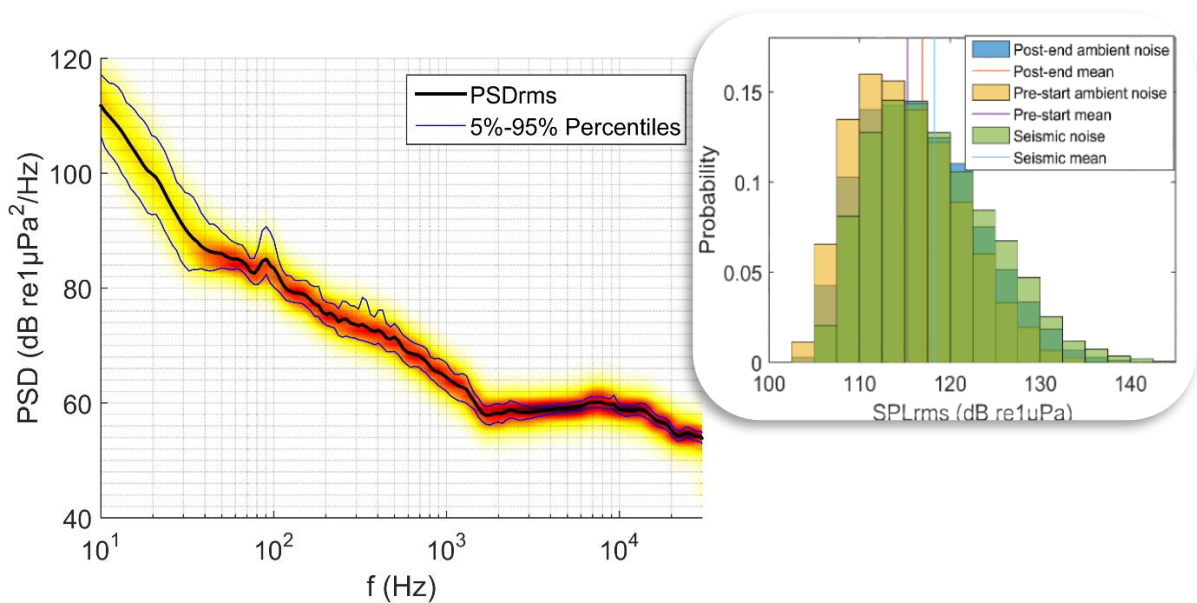 120
100
80
60
40
PSD (dB re1µPa²/Hz)
10¹
10²
10³
10⁴
f (Hz)
PSDrms
5%-95% Percentiles
0.15
0.1
0.05
0
Probability
100
110
120
130
140
SPLrms (dB re1uPa)
Post-end ambient noise
Post-end mean
Pre-start ambient noise
Pre-start mean
Seismic noise
Seismic mean